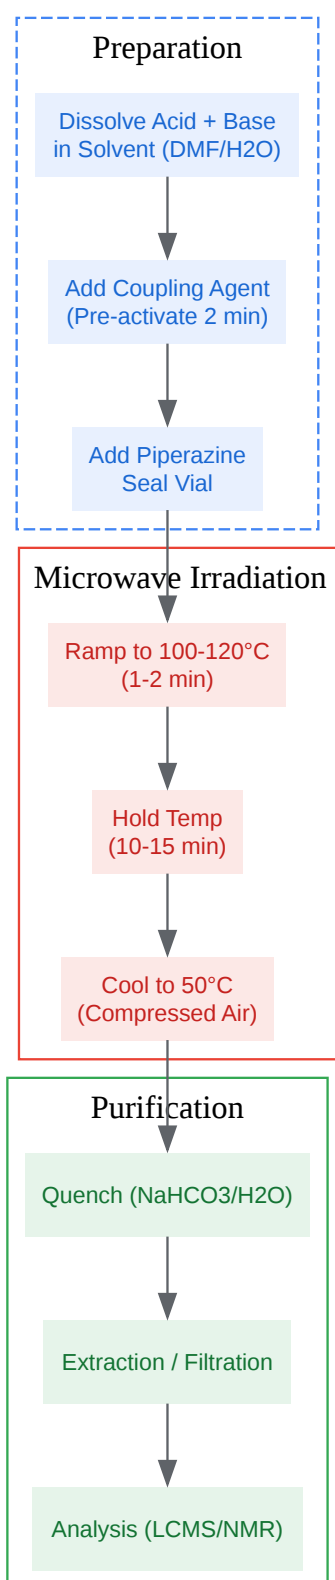 Preparation
Dissolve Acid + Base
in Solvent (DMF/H2O)
Add Coupling Agent
(Pre-activate 2 min)
Add Piperazine
Seal Vial
Microwave Irradiation
Ramp to 100-120°C
(1-2 min)
Hold Temp
(10-15 min)
Cool to 50°C
(Compressed Air)
Purification
Quench (NaHCO3/H2O)
Extraction / Filtration
Analysis (LCMS/NMR)